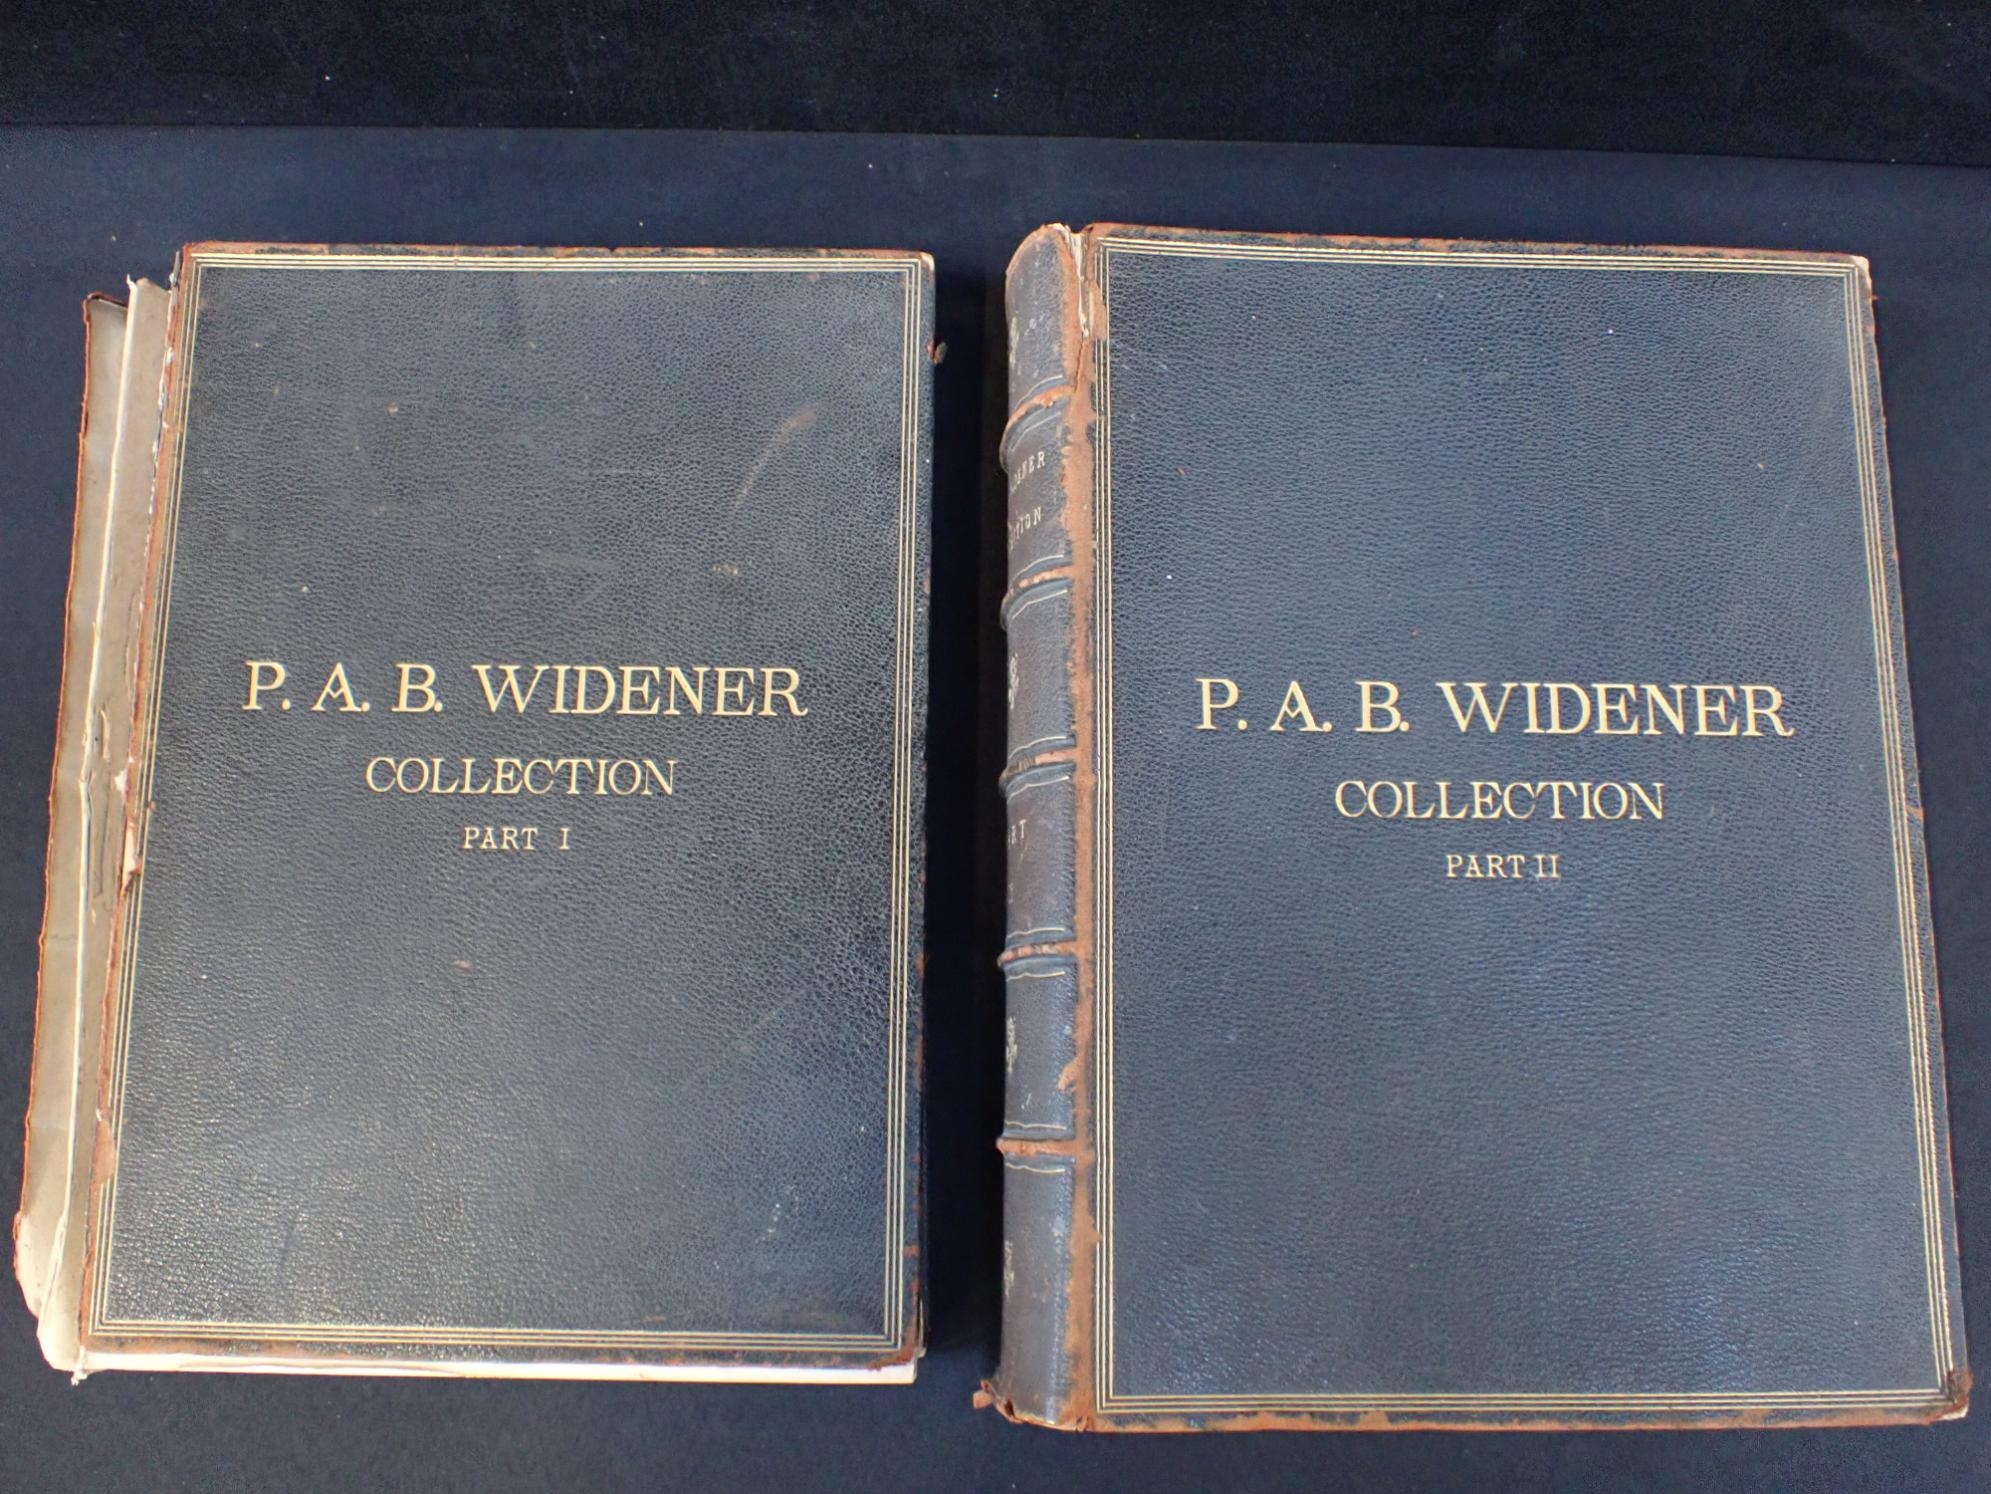 P. A. B. WIDENER
COLLECTION
PART I
P. A. B. WIDENER
COLLECTION
PART II